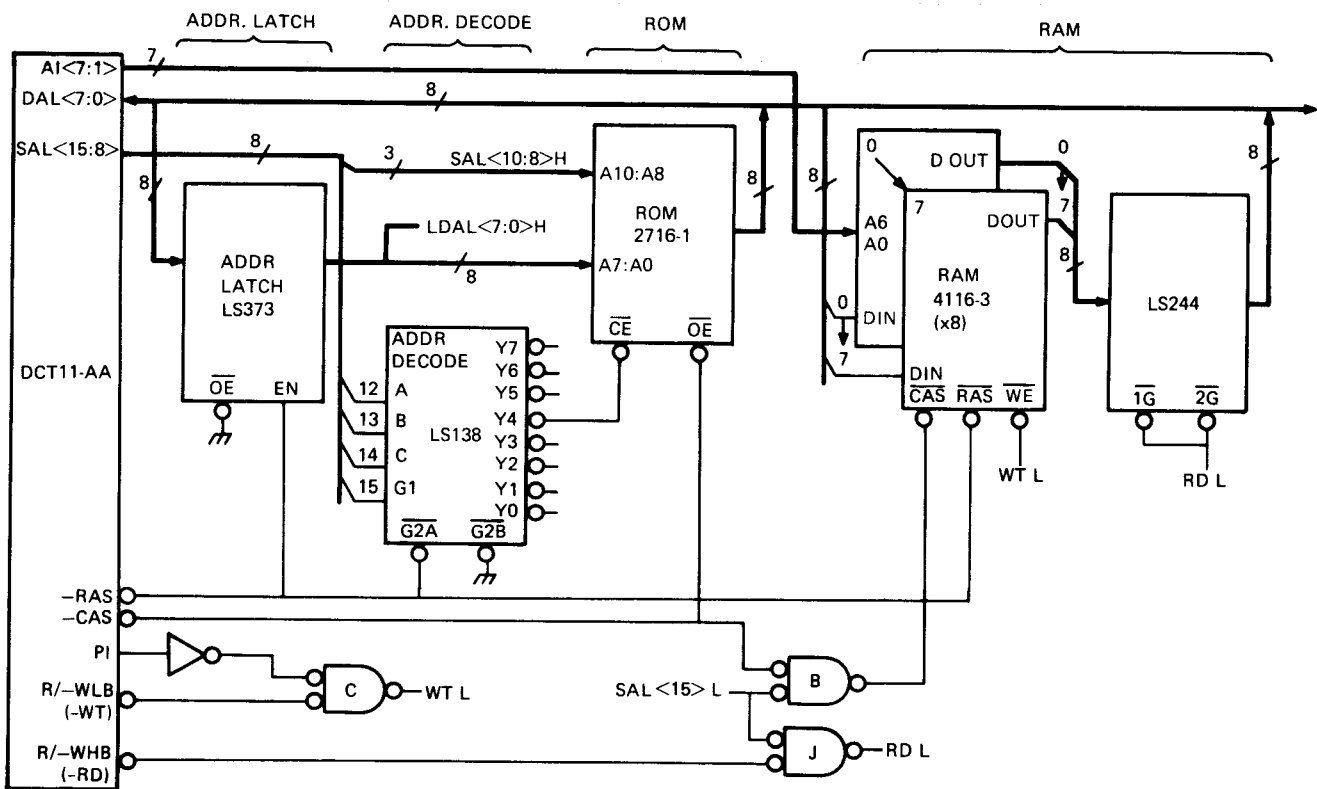 ADDR. LATCH
ADDR. DECODE
ROM
RAM
AI<7:1>
7
DAL<7:0>
8
SAL<15:8>
8
8
3
SAL<10:8>H
A10:A8
ROM
2716-1
LDAL<7:0>H
8
A7:A0
CE
OE
8
8
ADDR
LATCH
LS373
OE
EN
DCT11-AA
ADDR
DECODE
LS138
12
A
13
B
14
C
15
G1
Y7
Y6
Y5
Y4
Y3
Y2
Y1
Y0
G2A
G2B
0
D OUT
0
7
7
DOUT
A6
A0
RAM
4116-3
(x8)
0
DIN
7
DIN
CAS
RAS
WE
WT L
8
LS244
1G
2G
RD L
8
-RAS
-CAS
PI
R/-WLB
(-WT)
C
WT L
SAL<15> L
B
R/-WHB
(-RD)
J
RD L